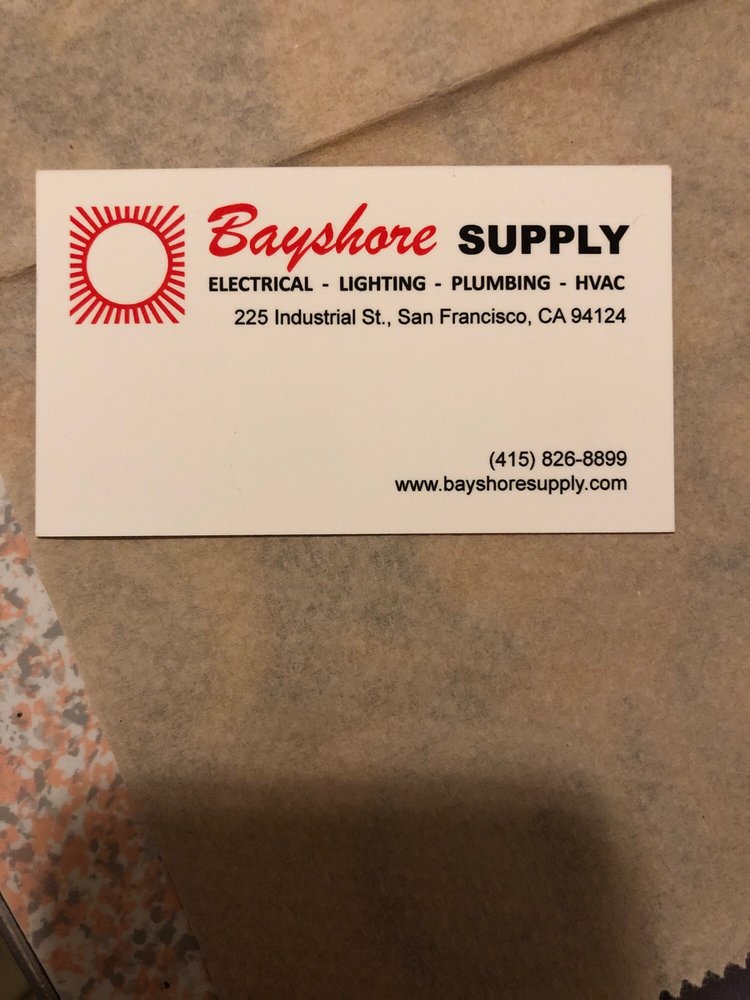 Bayshore SUPPLY
ELECTRICAL - LIGHTING - PLUMBING - HVAC
225 Industrial St., San Francisco, CA 94124
(415) 826-8899
www.bayshoresupply.com